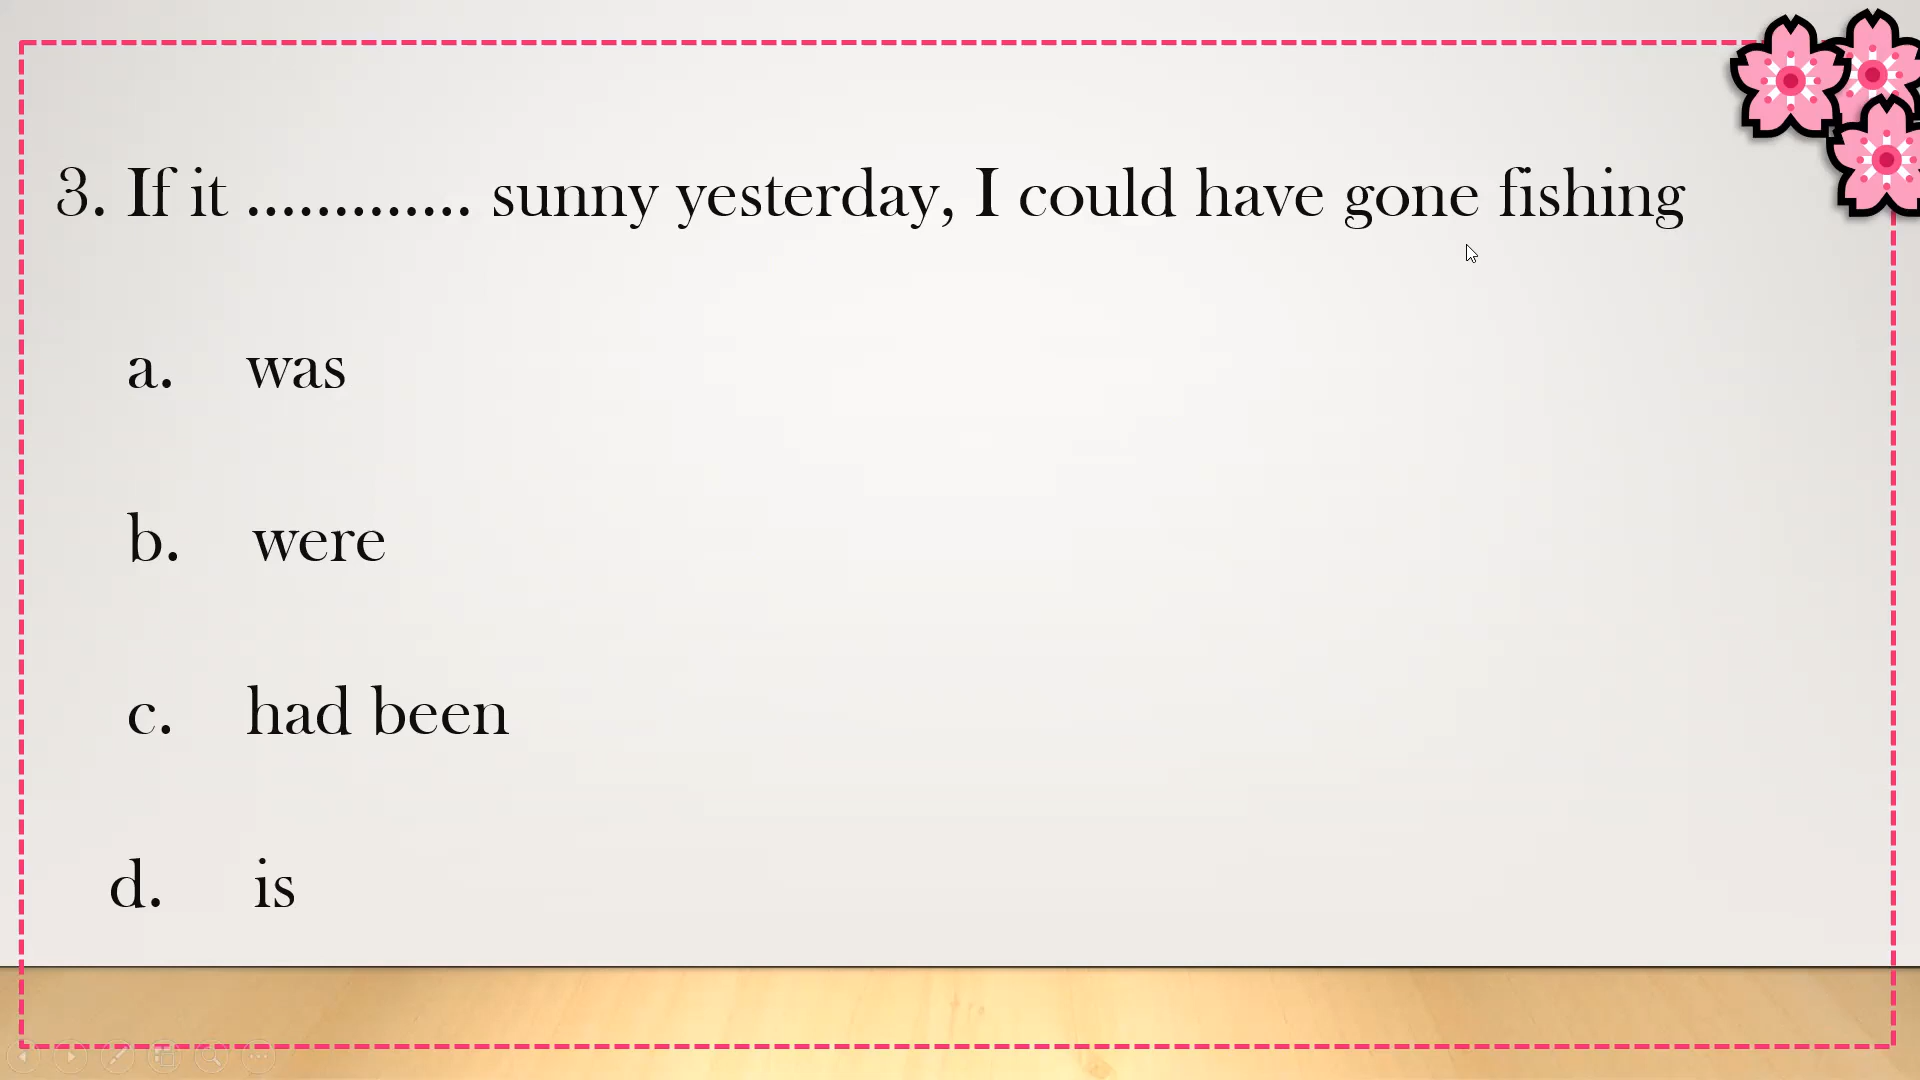 3. If it ............. sunny yesterday, I could have gone fishing
a. was
b. were
c. had been
d. is